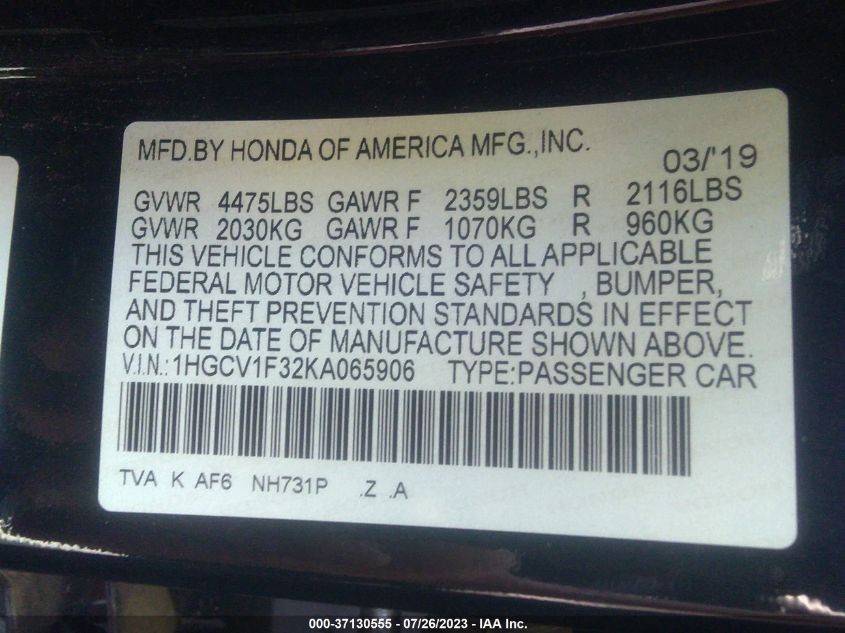 MFD.BY HONDA OF AMERICA MFG.,INC. 03/'19
GVWR 4475LBS GAWR F 2359LBS R 2116LBS
GVWR 2030KG GAWR F 1070KG R 960KG
THIS VEHICLE CONFORMS TO ALL APPLICABLE
FEDERAL MOTOR VEHICLE SAFETY , BUMPER,
AND THEFT PREVENTION STANDARDS IN EFFECT
ON THE DATE OF MANUFACTURE SHOWN ABOVE.
V.I.N.:1HGCV1F32KA065906 TYPE:PASSENGER CAR
TVA K AF6 NH731P .Z .A
000-37130555 - 07/26/2023 - IAA Inc.